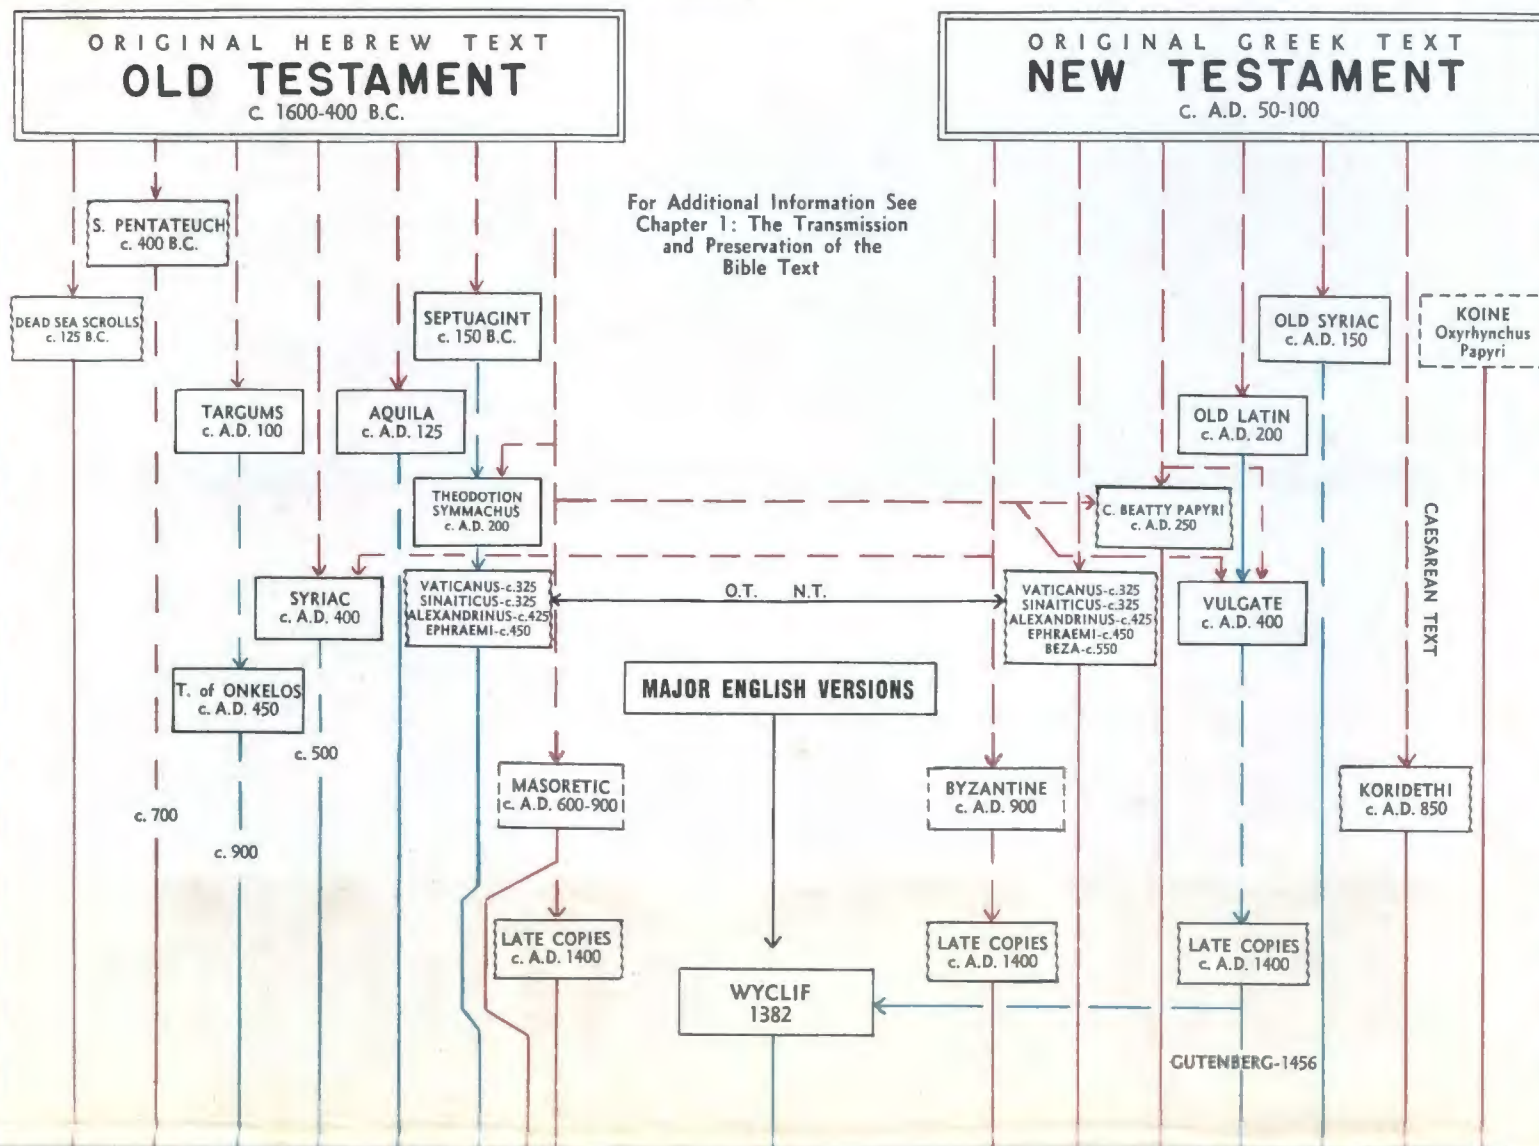 ORIGINAL HEBREW TEXT
OLD TESTAMENT
c. 1600-400 B.C.
ORIGINAL GREEK TEXT
NEW TESTAMENT
c. A.D. 50-100
For Additional Information See
Chapter 1: The Transmission
and Preservation of the
Bible Text
S. PENTATEUCH
c. 400 B.C.
DEAD SEA SCROLLS
c. 125 B.C.
SEPTUAGINT
c. 150 B.C.
OLD SYRIAC
c. A.D. 150
KOINE
Oxyrhynchus
Papyri
TARGUMS
c. A.D. 100
AQUILA
c. A.D. 125
OLD LATIN
c. A.D. 200
THEODOTION
SYMMACHUS
c. A.D. 200
C. BEATTY PAPYRI
c. A.D. 250
CAESAREAN TEXT
SYRIAC
c. A.D. 400
VATICANUS-c.325
SINAITICUS-c.325
ALEXANDRINUS-c.425
EPHRAEMI-c.450
O.T. N.T.
VATICANUS-c.325
SINAITICUS-c.325
ALEXANDRINUS-c.425
EPHRAEMI-c.450
BEZA-c.550
VULGATE
c. A.D. 400
T. of ONKELOS
c. A.D. 450
MAJOR ENGLISH VERSIONS
c. 500
MASORETIC
c. A.D. 600-900
BYZANTINE
c. A.D. 900
KORIDETHI
c. A.D. 850
c. 700
c. 900
LATE COPIES
c. A.D. 1400
LATE COPIES
c. A.D. 1400
LATE COPIES
c. A.D. 1400
WYCLIF
1382
GUTENBERG-1456